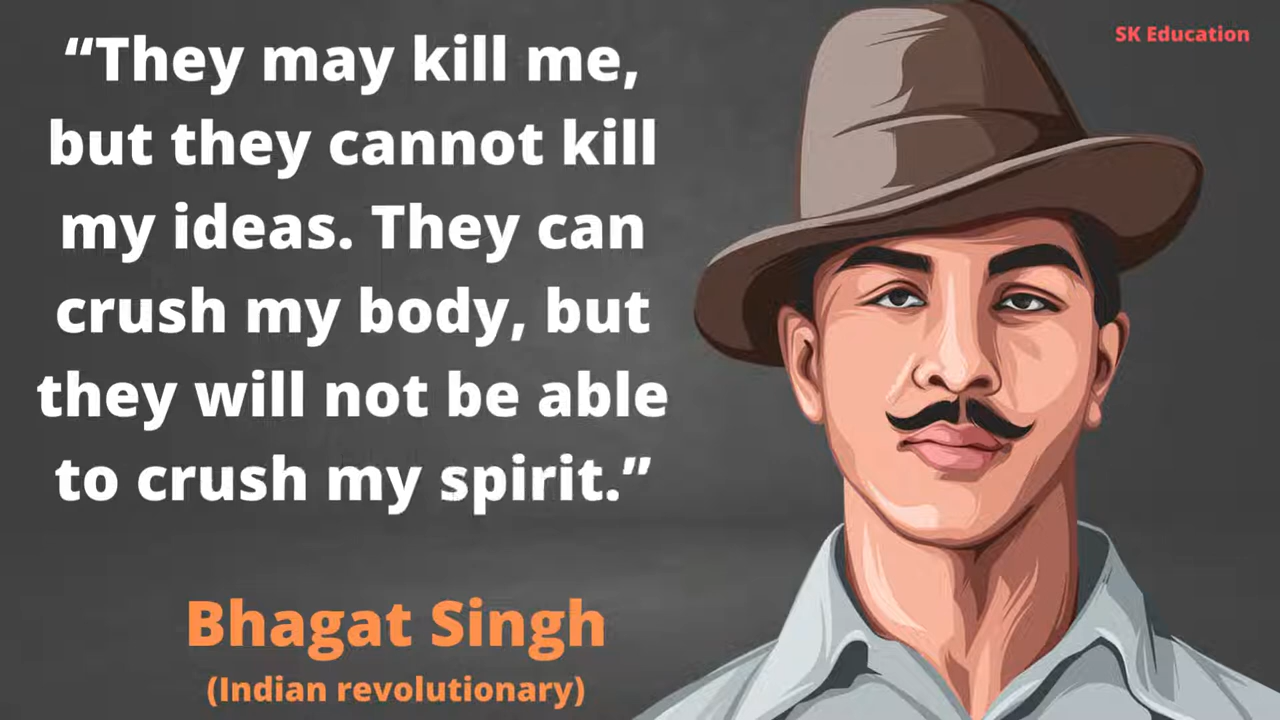 “They may kill me,
but they cannot kill
my ideas. They can
crush my body, but
they will not be able
to crush my spirit.”
Bhagat Singh
(Indian revolutionary)
SK Education